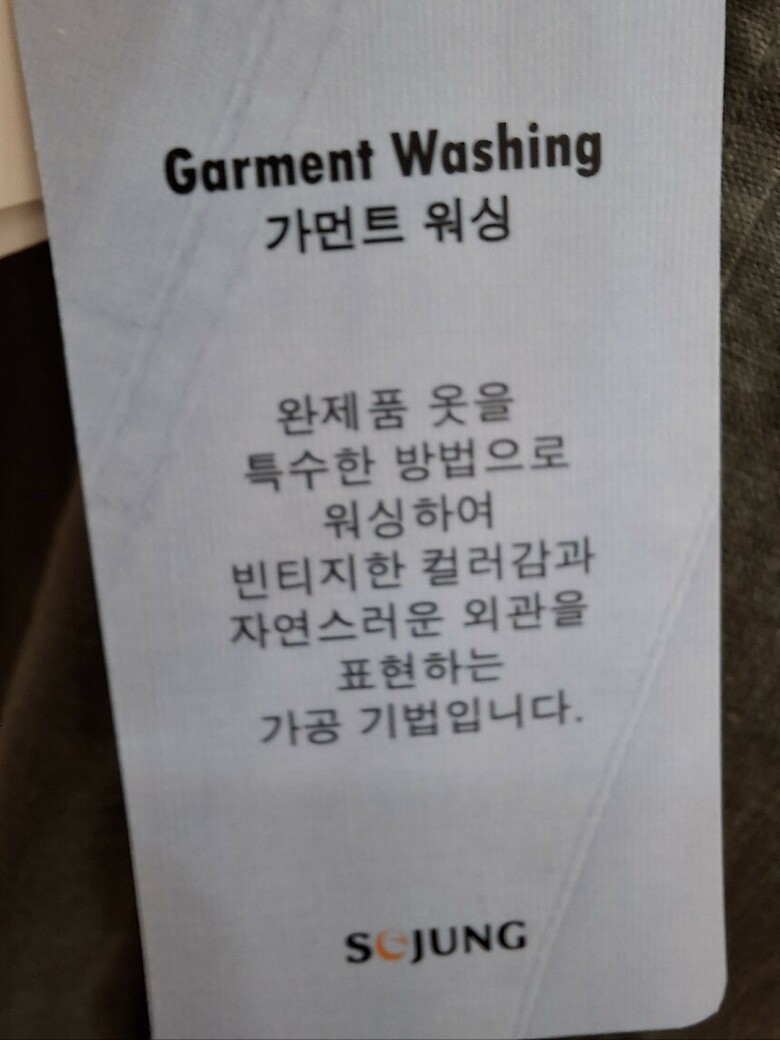 Garment Washing
가먼트 워싱
완제품 옷을
특수한 방법으로
워싱하여
빈티지한 컬러감과
자연스러운 외관을
표현하는
가공 기법입니다.
SEJUNG